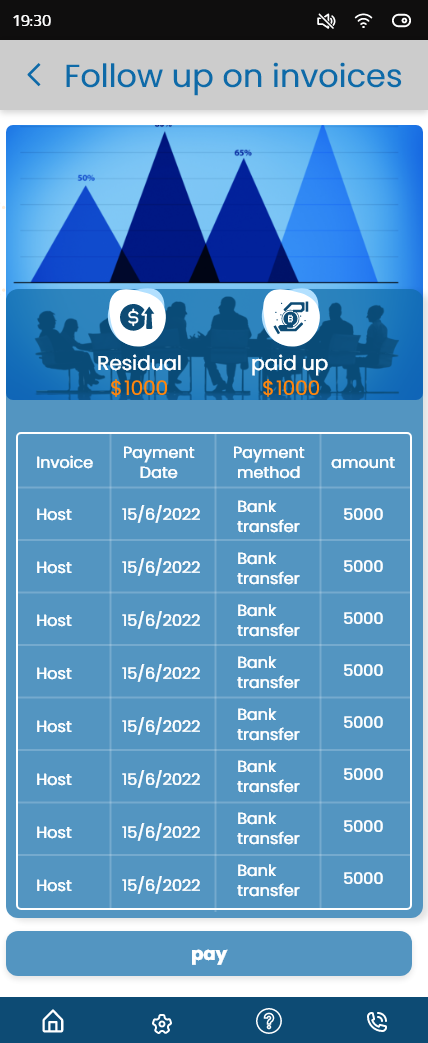 19:30
Follow up on invoices
50%
65%
Residual
paid up
$1000
$1000
Invoice
Payment
Date
Payment
method
amount
Host
15/6/2022
Bank
transfer
5000
Host
15/6/2022
Bank
transfer
5000
Host
15/6/2022
Bank
transfer
5000
Host
15/6/2022
Bank
transfer
5000
Host
15/6/2022
Bank
transfer
5000
Host
15/6/2022
Bank
transfer
5000
Host
15/6/2022
Bank
transfer
5000
Host
15/6/2022
Bank
transfer
5000
pay